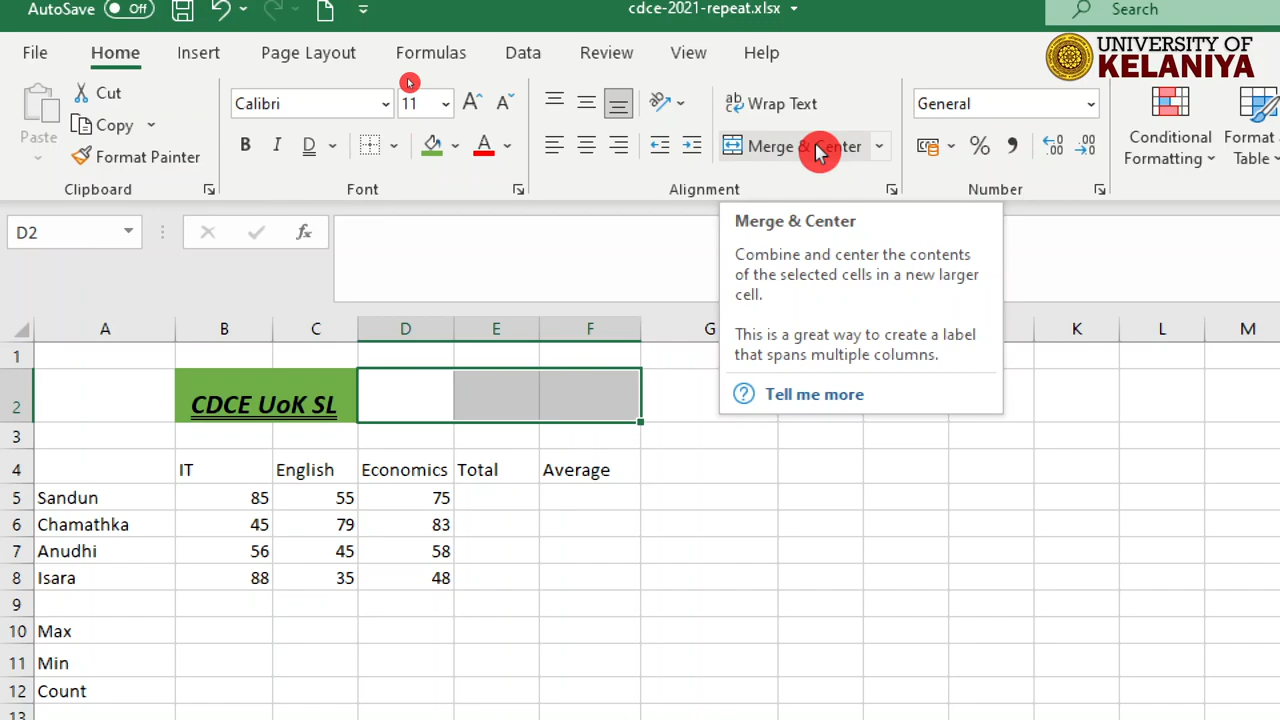 AutoSave Off cdce-2021-repeat.xlsx Search
File Home Insert Page Layout Formulas Data Review View Help
UNIVERSITY OF
KELANIYA
Paste
Cut
Copy
Format Painter
Clipboard
Calibri 11
B I D
Font
Wrap Text
Merge & Center
Alignment
General
%
Number
Conditional
Formatting
Format
Table
D2 fx
Merge & Center
Combine and center the contents
of the selected cells in a new larger
cell.
This is a great way to create a label
that spans multiple columns.
Tell me more
A B C D E F G K L M
1
2 CDCE UoK SL
3
4 IT English Economics Total Average
5 Sandun 85 55 75
6 Chamathka 45 79 83
7 Anudhi 56 45 58
8 Isara 88 35 48
9
10 Max
11 Min
12 Count
13